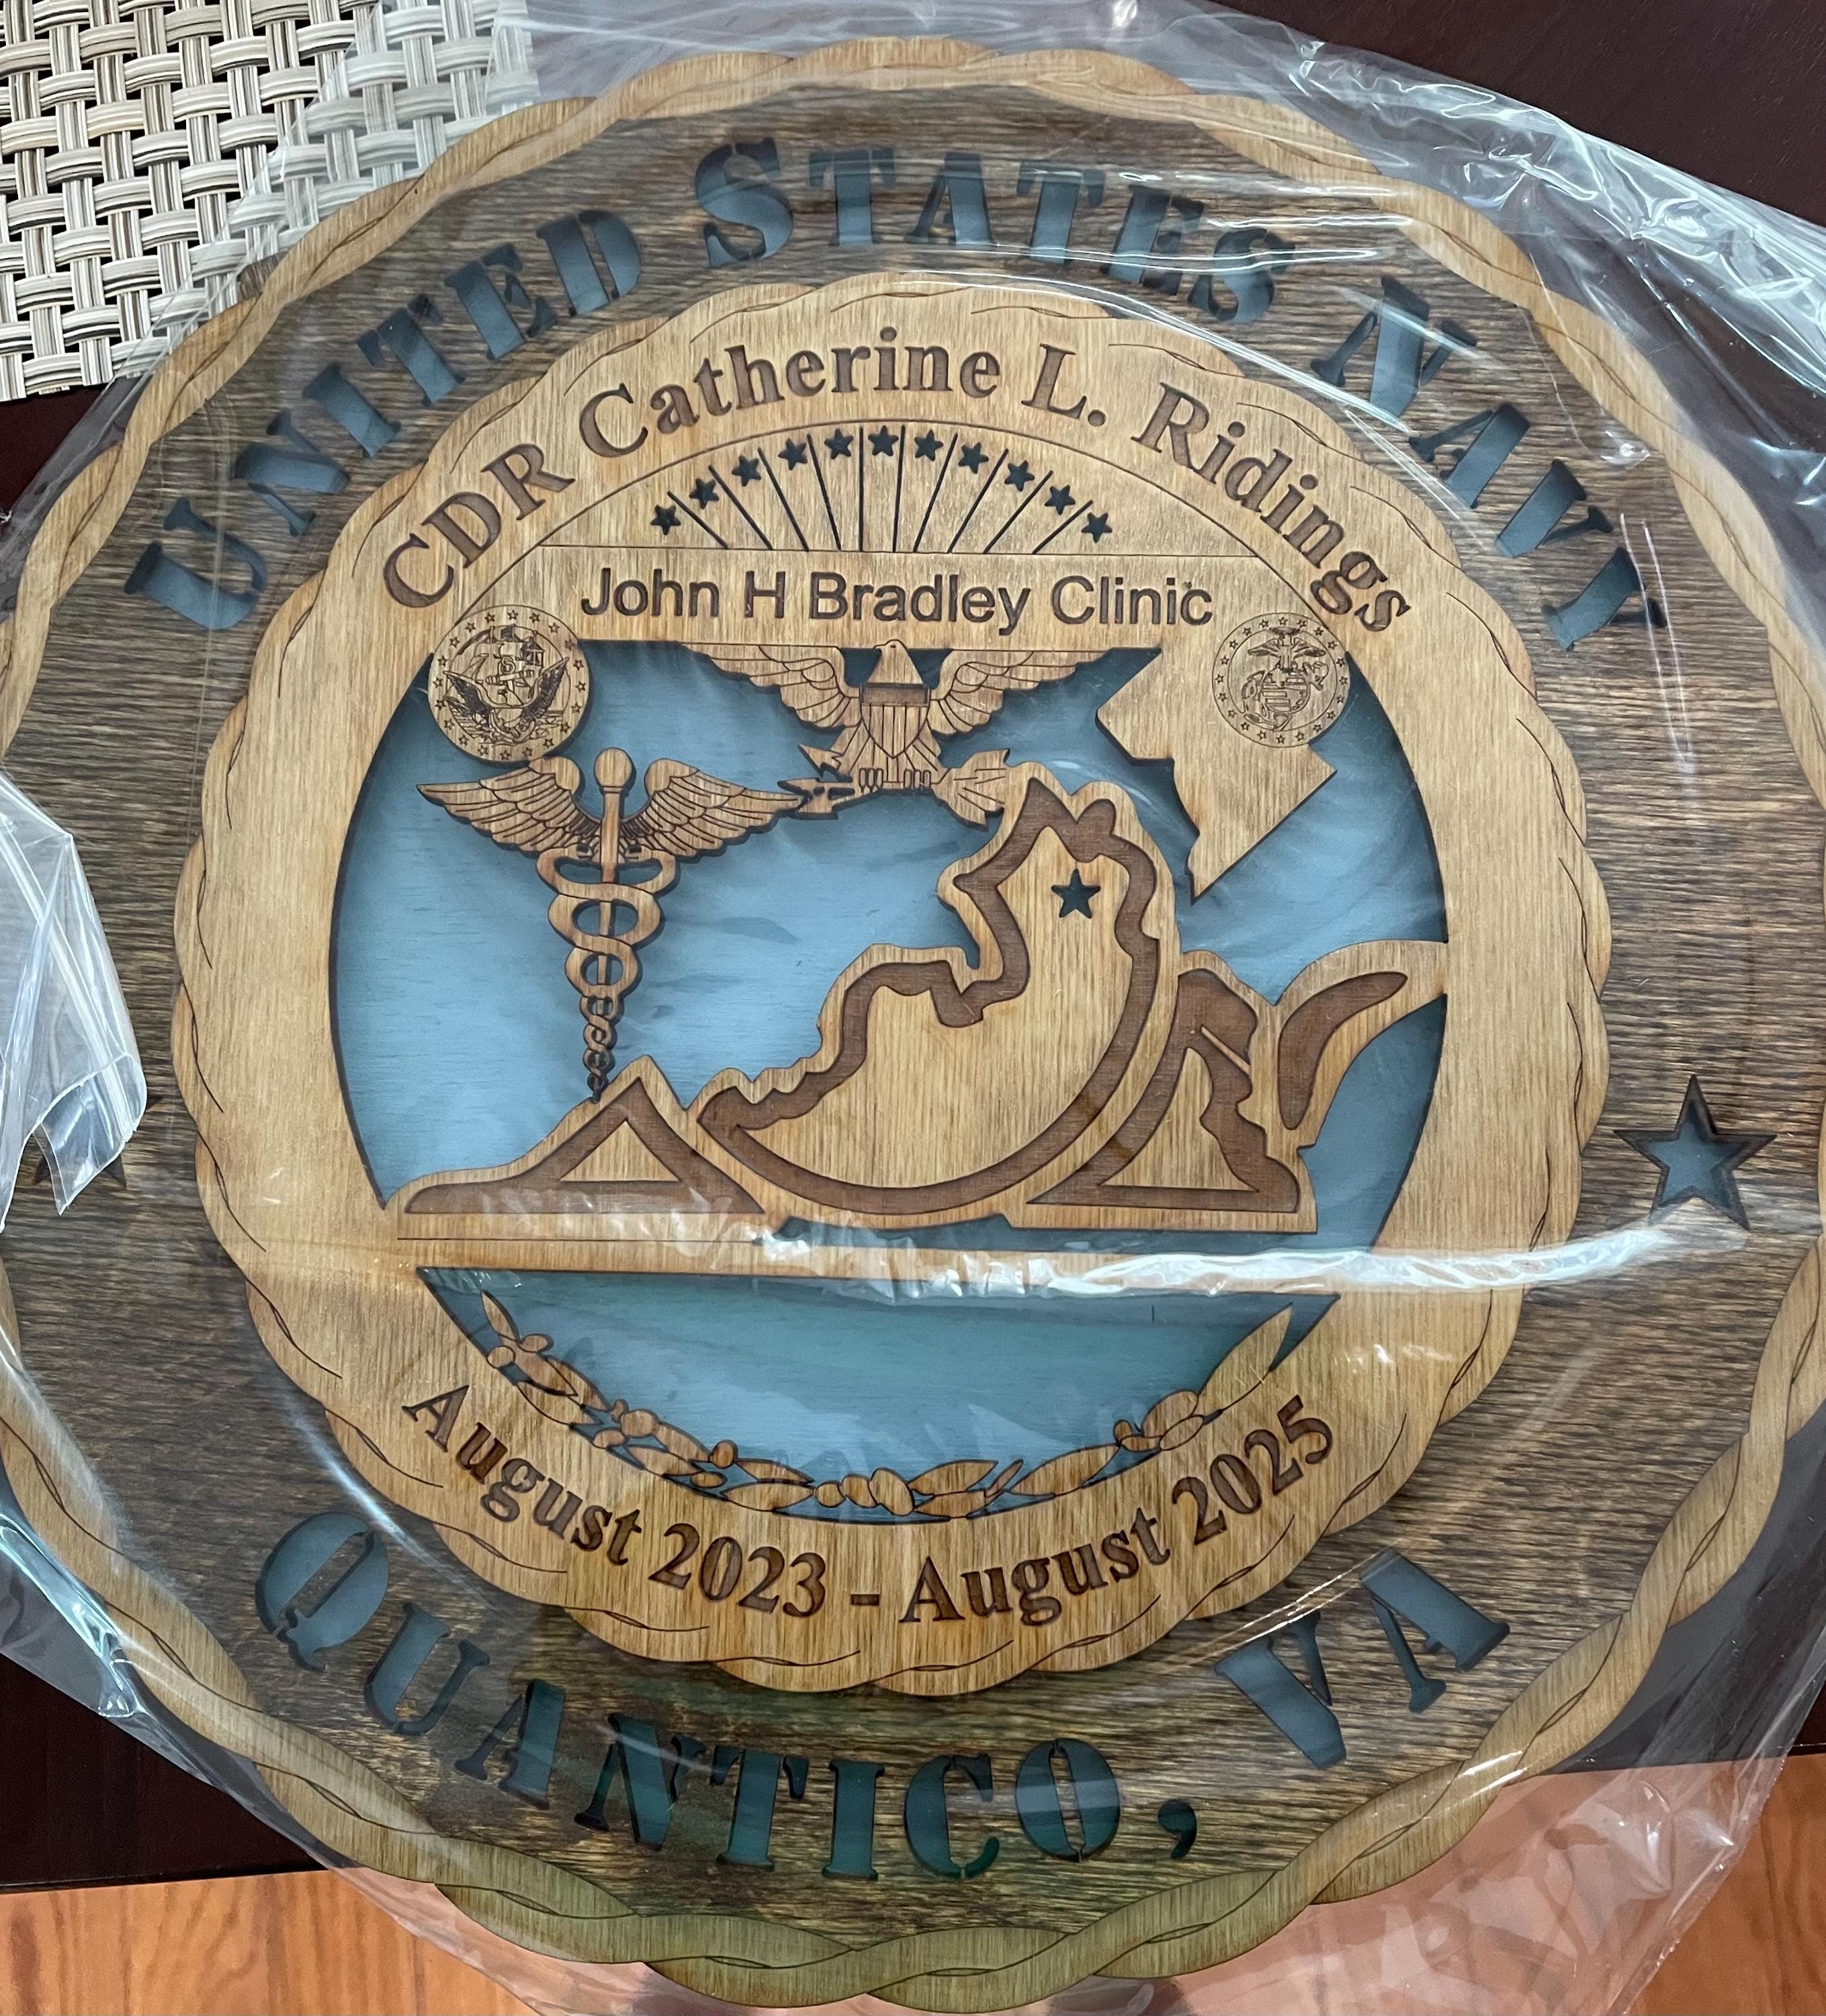 UNITED STATES NAVY
CDR Catherine L. Ridings
John H Bradley Clinic
August 2023 - August 2025
QUANTICO, VA